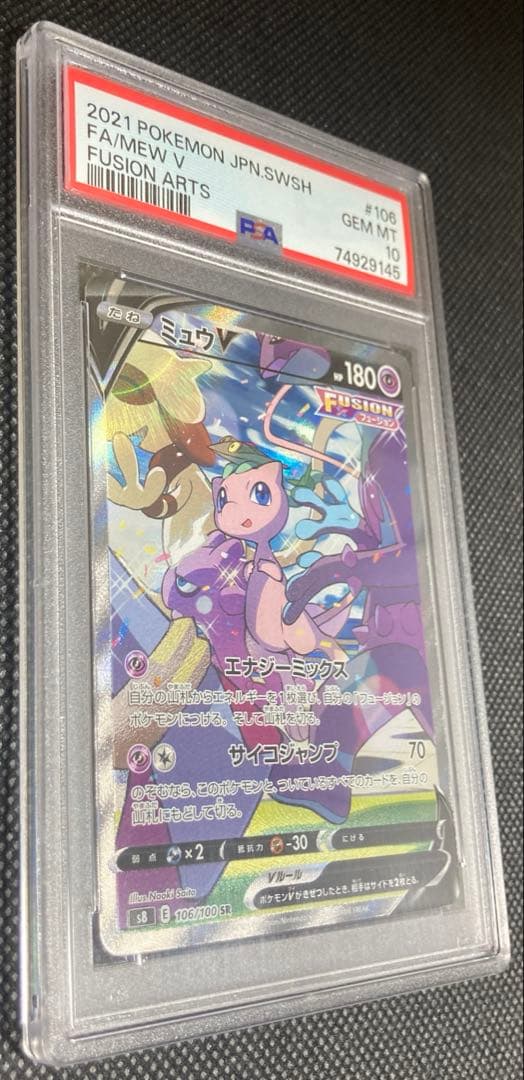 2021 POKEMON JPN.SWSH #106
FA/MEW V GEM MT
FUSION ARTS 10
PSA 74929145
たね ミュウV HP 180
FUSION
フュージョン
エナジーミックス
自分の山札からエネルギーを1枚選び、自分の「フュージョン」の
ポケモンにつける。そして山札を切る。
サイコジャンプ 70
のぞむなら、このポケモンと、ついているすべてのカードを、自分の
山札にもどして切る。
弱点 ×2 抵抗力 -30 にげる
Vルール
ポケモンVがきぜつしたとき、相手はサイドを2枚とる。
Illus. Naoki Saito
s8 E 106/100 SR